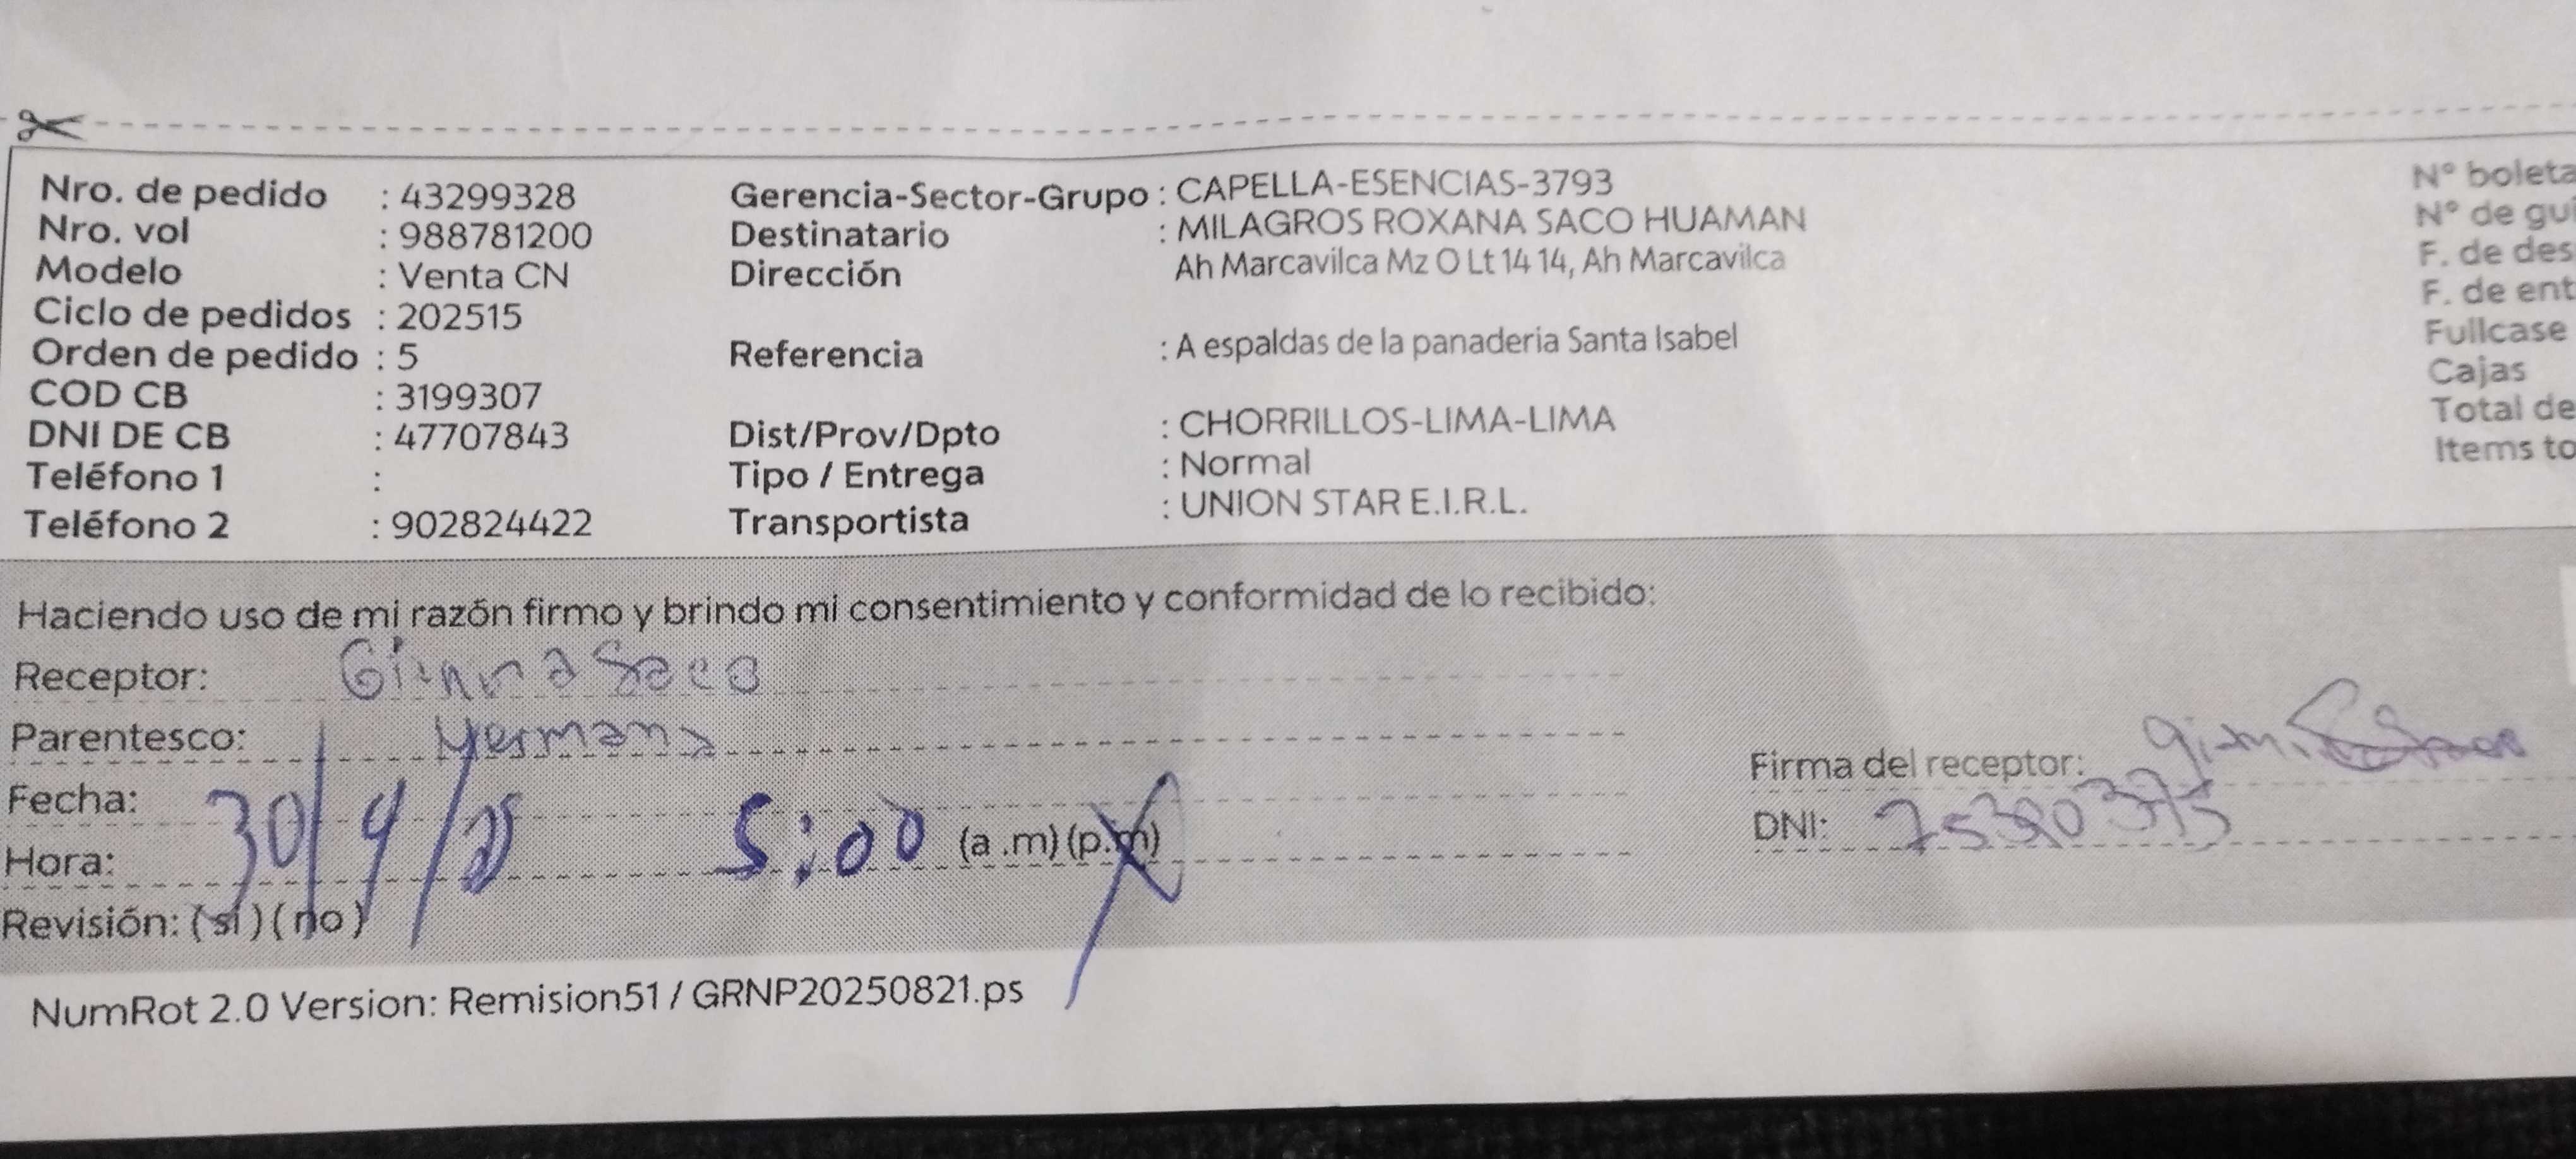 Nro. de pedido : 43299328
Nro. vol : 988781200
Modelo : Venta CN
Ciclo de pedidos : 202515
Orden de pedido : 5
COD CB : 3199307
DNI DE CB : 47707843
Teléfono 1 :
Teléfono 2 : 902824422
Gerencia-Sector-Grupo : CAPELLA-ESENCIAS-3793
Destinatario : MILAGROS ROXANA SACO HUAMAN
Dirección Ah Marcavilca Mz O Lt 14 14, Ah Marcavilca
Referencia : A espaldas de la panaderia Santa Isabel
Dist/Prov/Dpto : CHORRILLOS-LIMA-LIMA
Tipo / Entrega : Normal
Transportista : UNION STAR E.I.R.L.
N° boleta
N° de gui
F. de des
F. de ent
Fullcase
Cajas
Total de
Items to
Haciendo uso de mi razón firmo y brindo mi consentimiento y conformidad de lo recibido:
Receptor: Saco
Parentesco: Hermana
Fecha: 30/9/25
Hora: 5:00 (a .m) (p.m)
Revisión: (si) (no)
Firma del receptor:
DNI:
NumRot 2.0 Version: Remision51 / GRNP20250821.ps